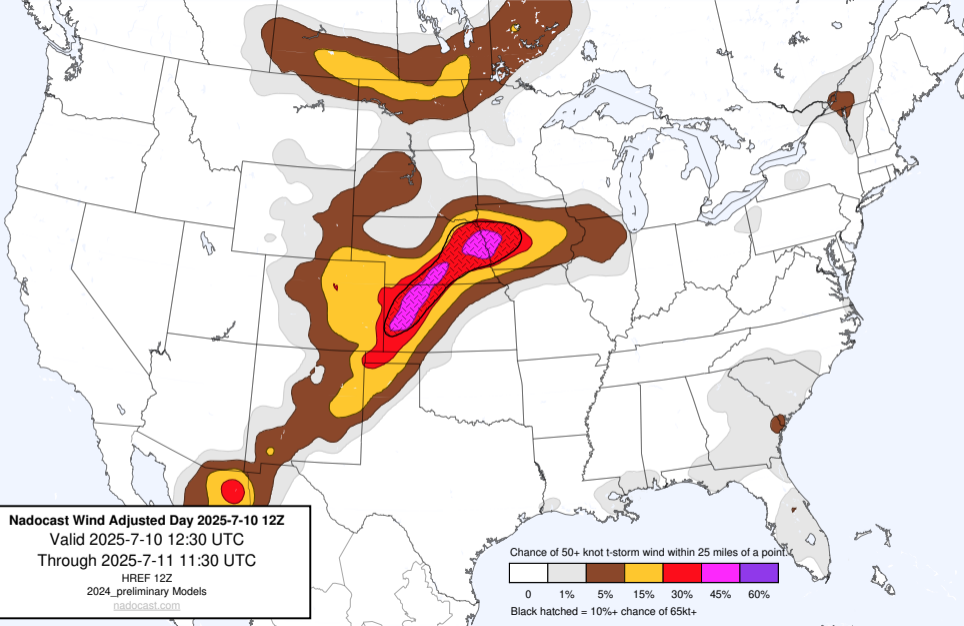 Nadocast Wind Adjusted Day 2025-7-10 12Z
Valid 2025-7-10 12:30 UTC
Through 2025-7-11 11:30 UTC
HREF 12Z
2024_preliminary Models
nadocast.com
Chance of 50+ knot t-storm wind within 25 miles of a point.
0 1% 5% 15% 30% 45% 60%
Black hatched = 10%+ chance of 65kt+